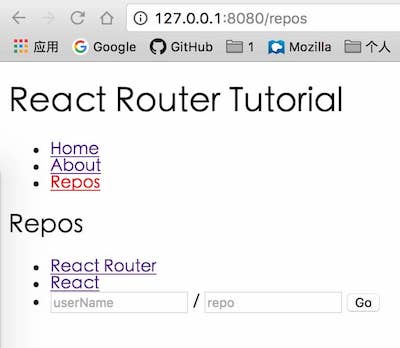 127.0.0.1:8080/repos
应用 Google GitHub 1 Mozilla 个人
React Router Tutorial
Home
About
Repos
Repos
React Router
React
userName / repo Go